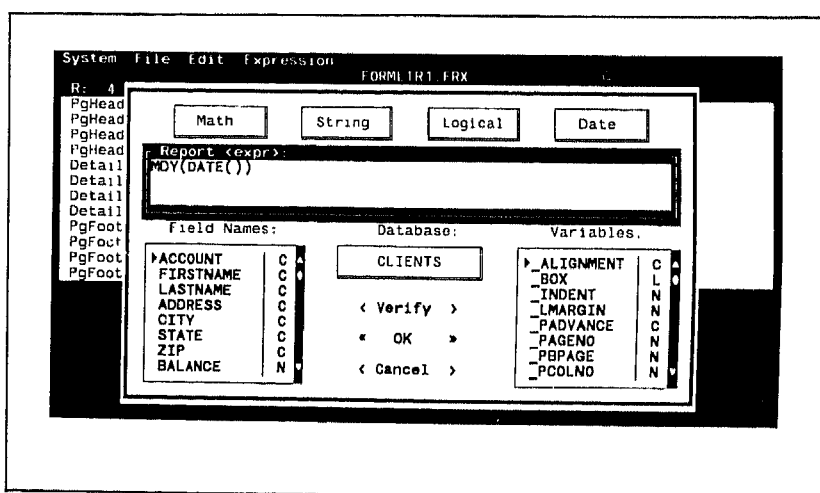 System File Edit Expression
FORMLTR1.FRX
R: 4
PgHead
PgHead
PgHead
PgHead
Detail
Detail
Detail
Detail
PgFoot
PgFoot
PgFoot
PgFoot
Math String Logical Date
Report <expr>:
MDY(DATE())
Field Names: Database: Variables.
▸ACCOUNT C
FIRSTNAME C
LASTNAME C
ADDRESS C
CITY C
STATE C
ZIP C
BALANCE N
CLIENTS
< Verify >
« OK »
< Cancel >
▸_ALIGNMENT C
_BOX L
_INDENT N
_LMARGIN N
_PADVANCE C
_PAGENO N
_PBPAGE N
_PCOLNO N